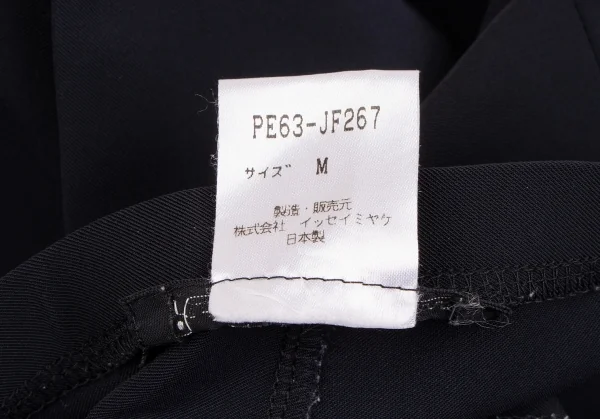 PE63-JF267
サイズ M
製造・販売元
株式会社 イッセイミヤケ
日本製